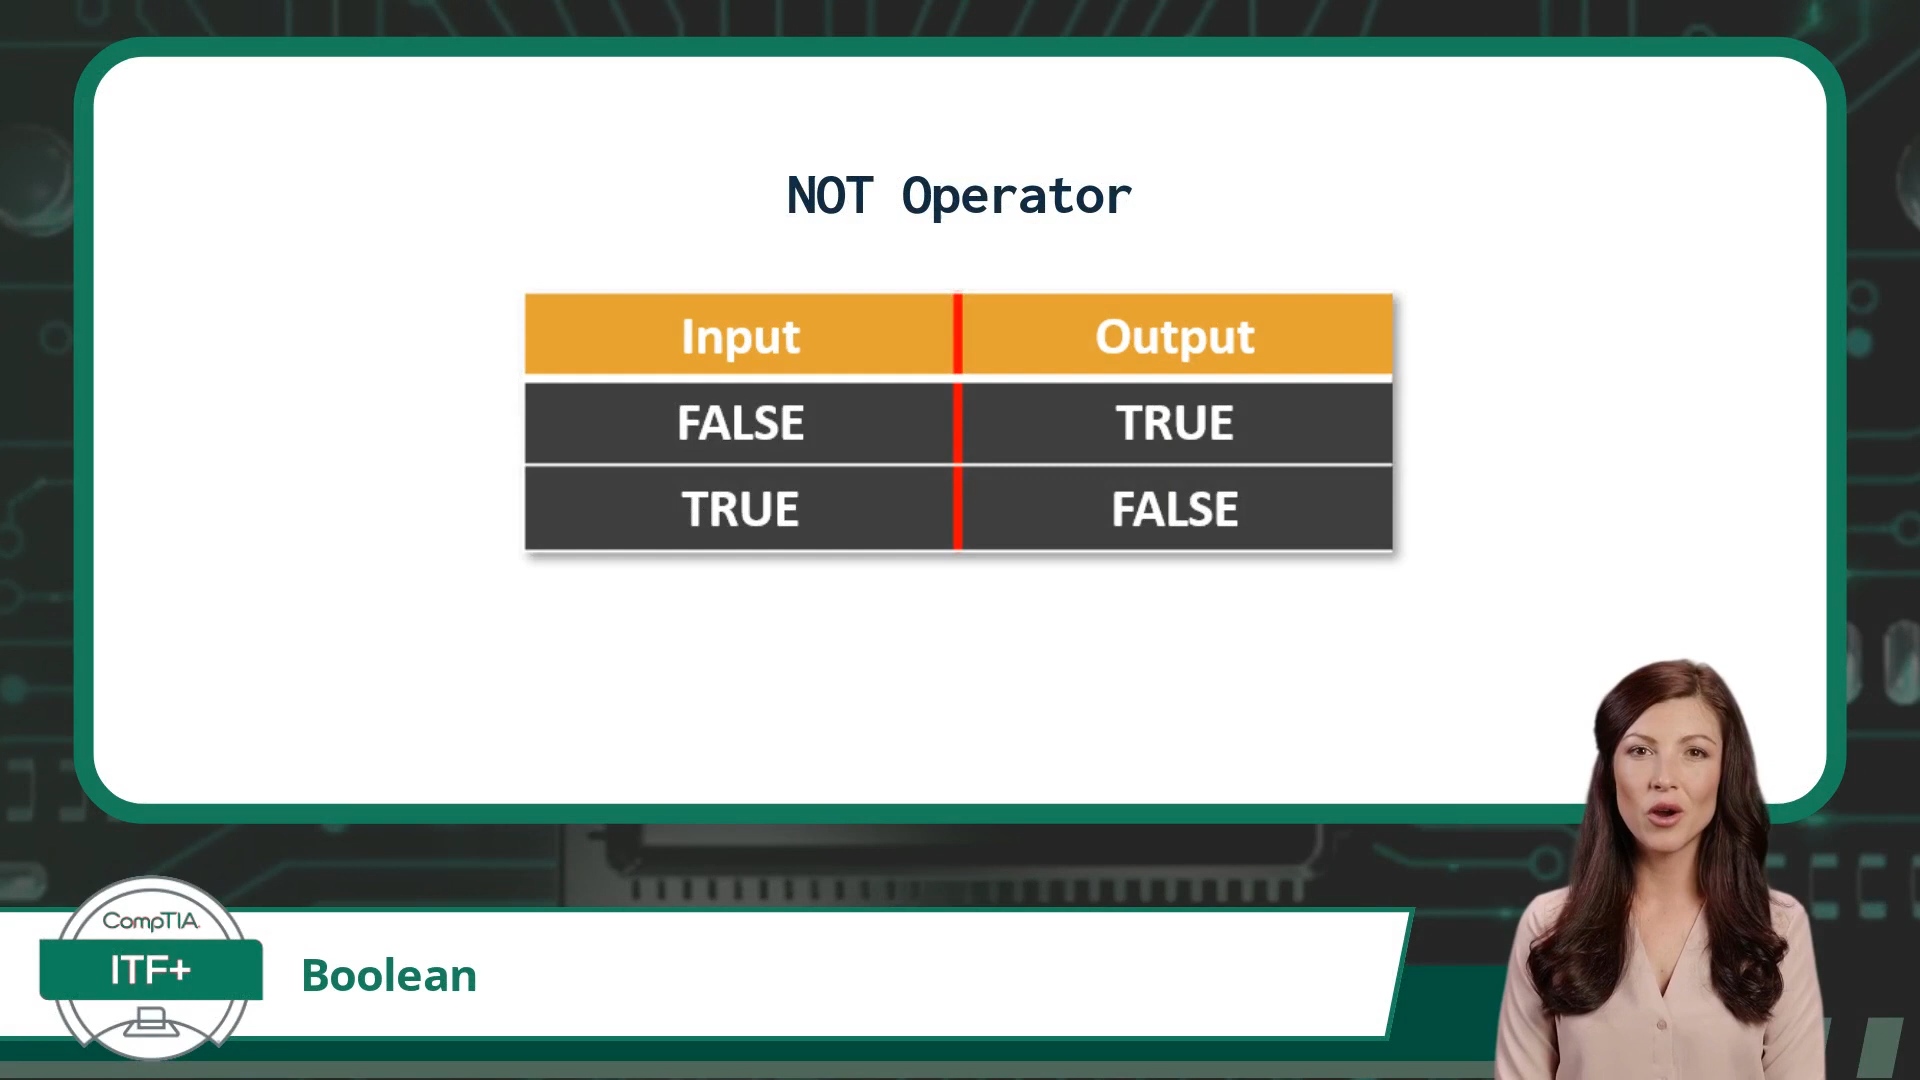 NOT Operator
Input Output
FALSE TRUE
TRUE FALSE
CompTIA.
ITF+
Boolean